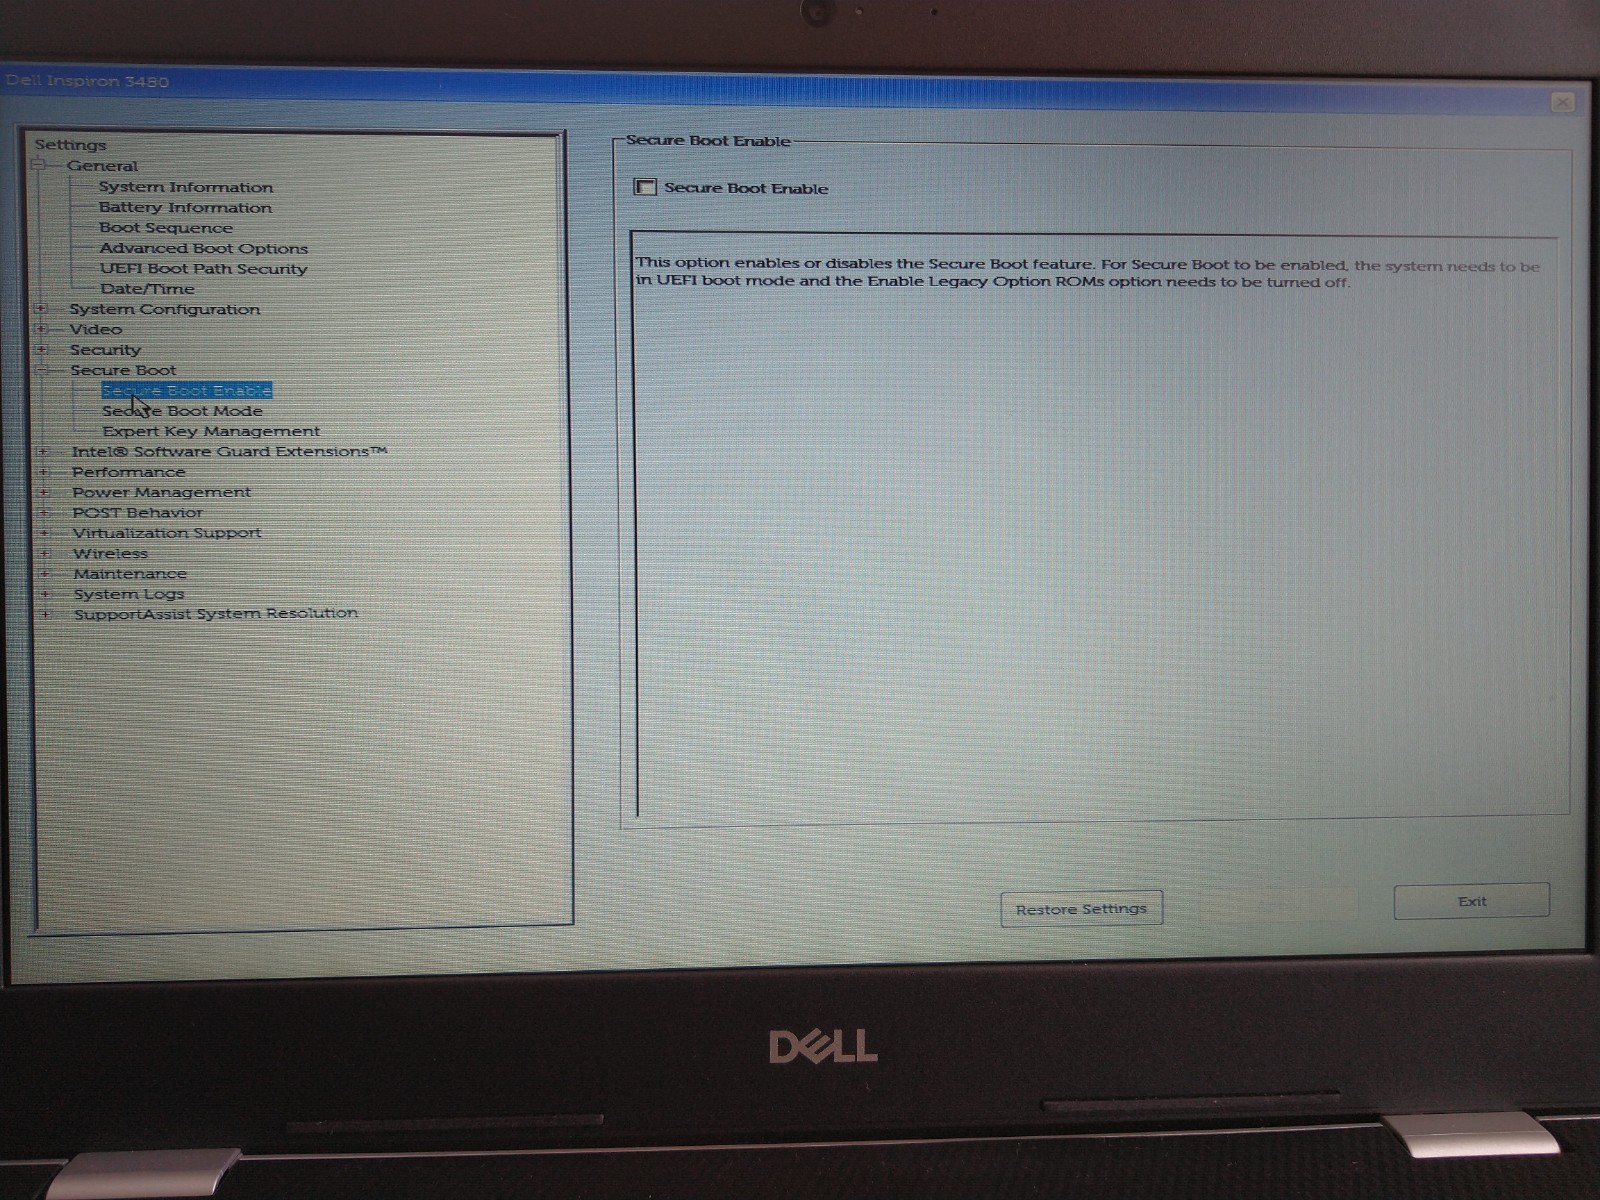 Dell Inspiron 3480
Settings
General
System Information
Battery Information
Boot Sequence
Advanced Boot Options
UEFI Boot Path Security
Date/Time
System Configuration
Video
Security
Secure Boot
Secure Boot Enable
Secure Boot Mode
Expert Key Management
Intel® Software Guard Extensions™
Performance
Power Management
POST Behavior
Virtualization Support
Wireless
Maintenance
System Logs
SupportAssist System Resolution
Secure Boot Enable
Secure Boot Enable
This option enables or disables the Secure Boot feature. For Secure Boot to be enabled, the system needs to be
in UEFI boot mode and the Enable Legacy Option ROMs option needs to be turned off.
Restore Settings
Exit
DELL